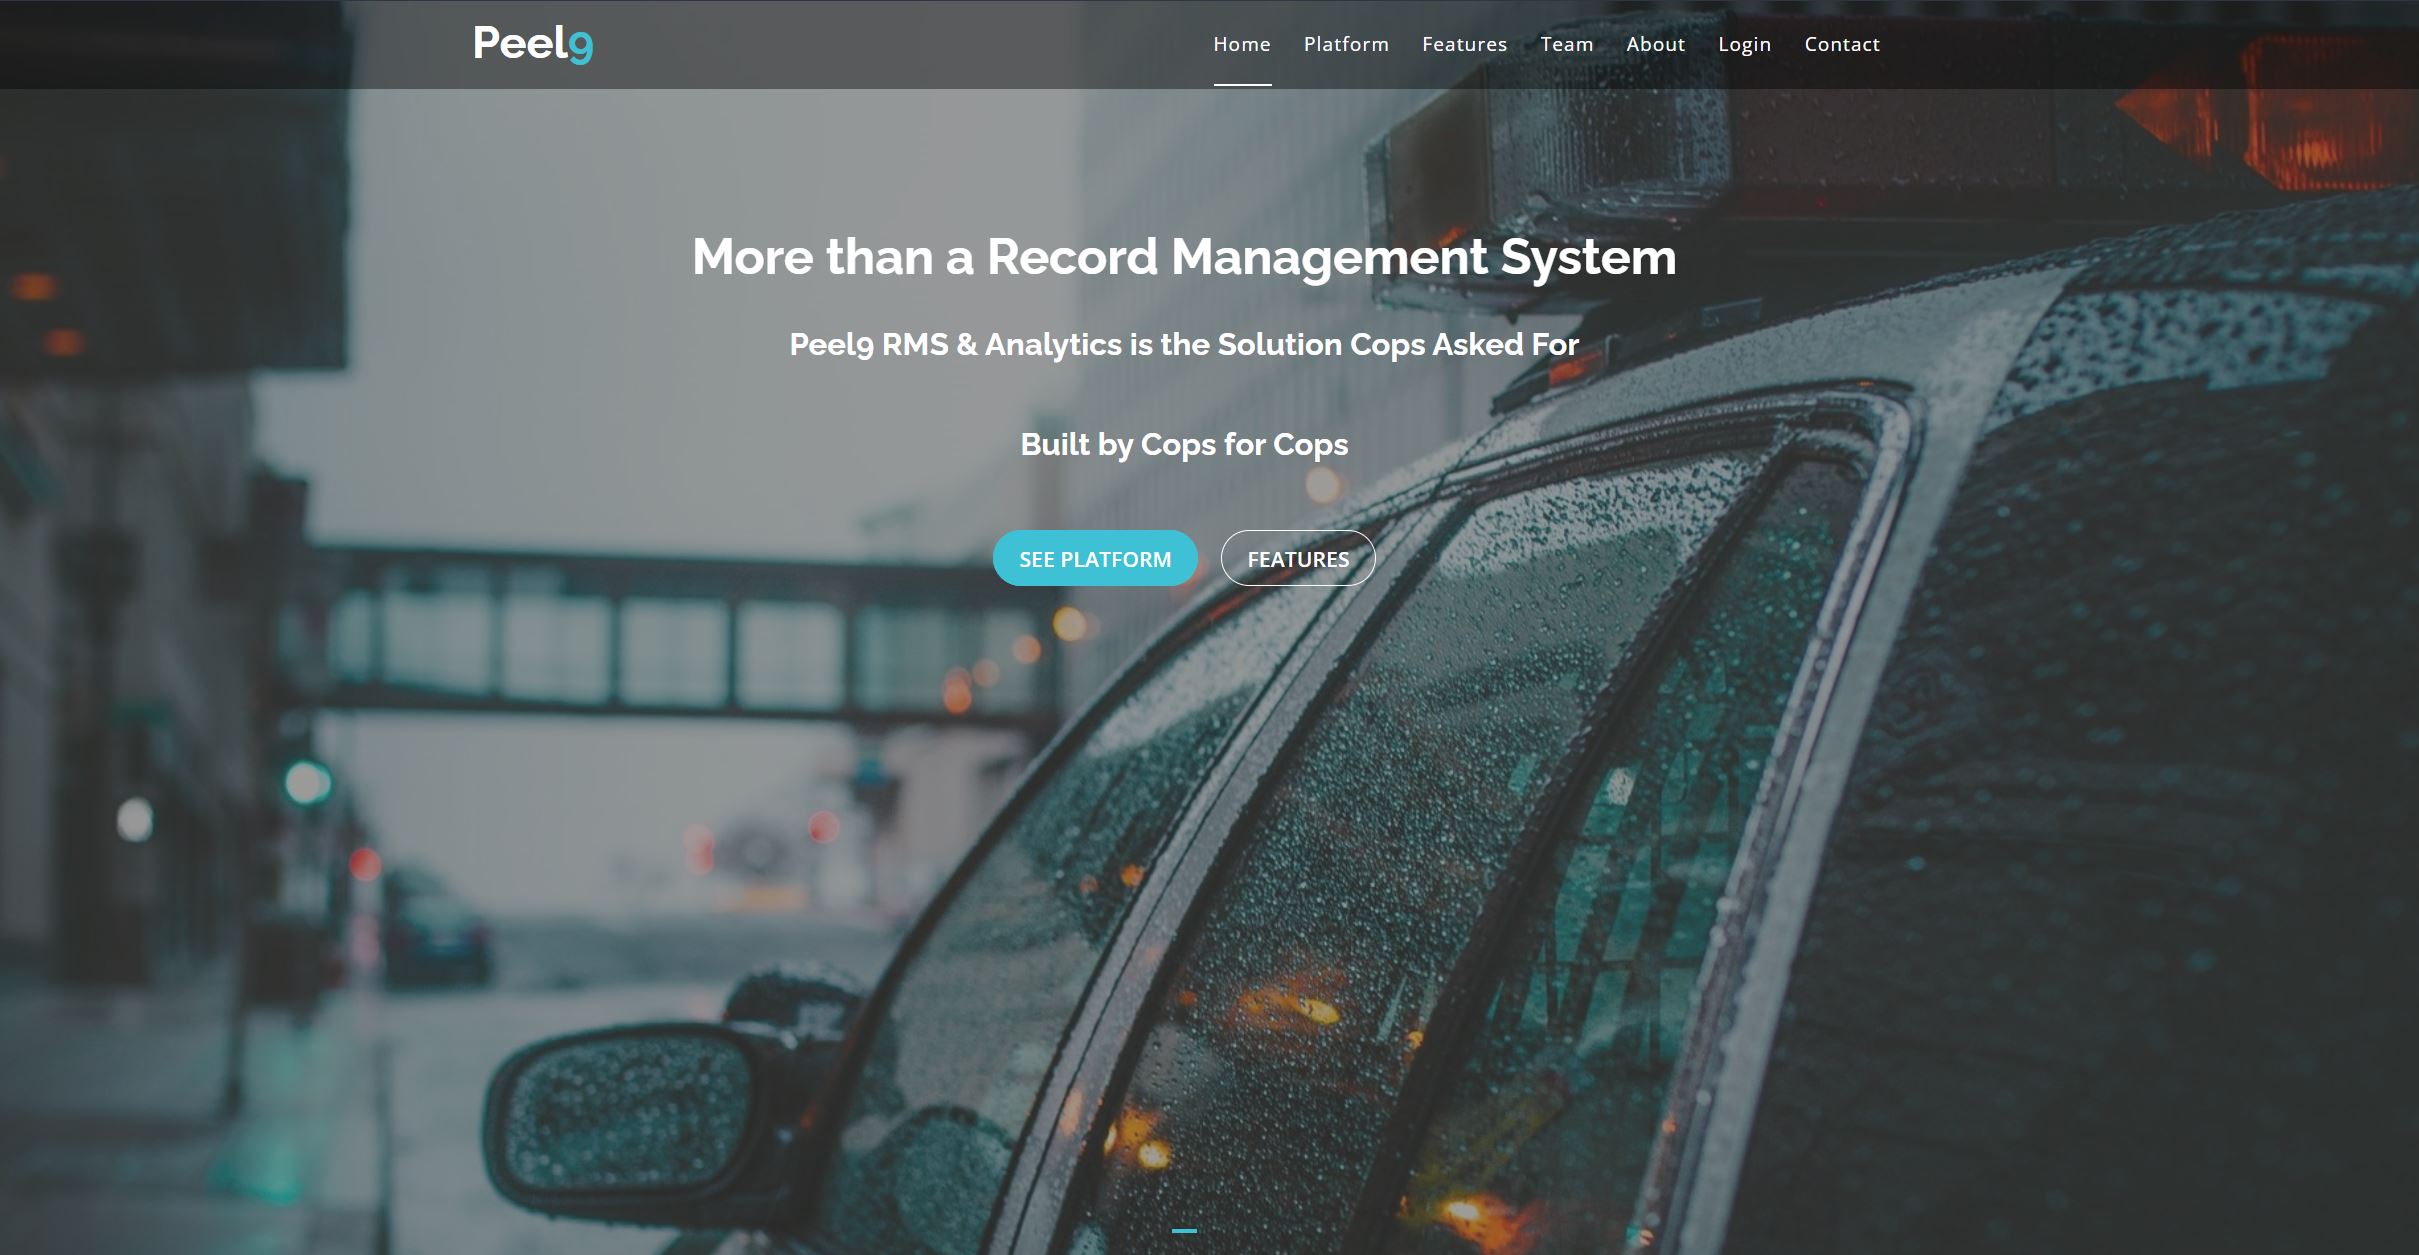 Peel9
Home Platform Features Team About Login Contact
More than a Record Management System
Peel9 RMS & Analytics is the Solution Cops Asked For
Built by Cops for Cops
SEE PLATFORM FEATURES